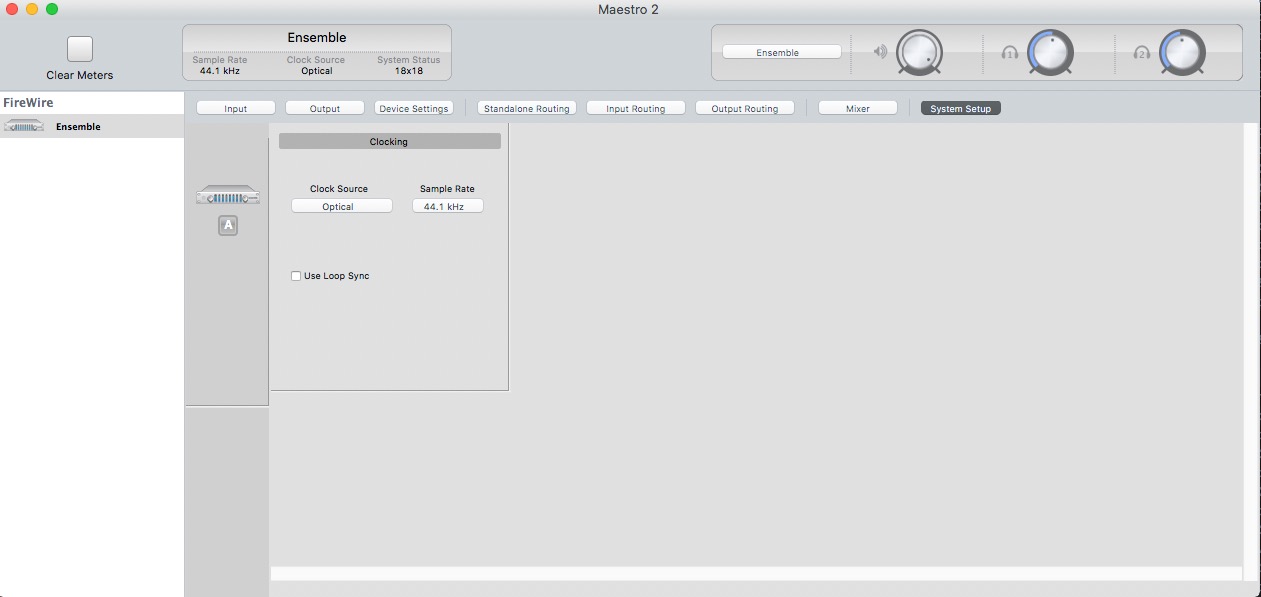 Maestro 2
Clear Meters
Ensemble
Sample Rate Clock Source System Status
44.1 kHz Optical 18x18
Ensemble
1
2
FireWire
Ensemble
Input Output Device Settings Standalone Routing Input Routing Output Routing Mixer System Setup
A
Clocking
Clock Source Sample Rate
Optical 44.1 kHz
Use Loop Sync